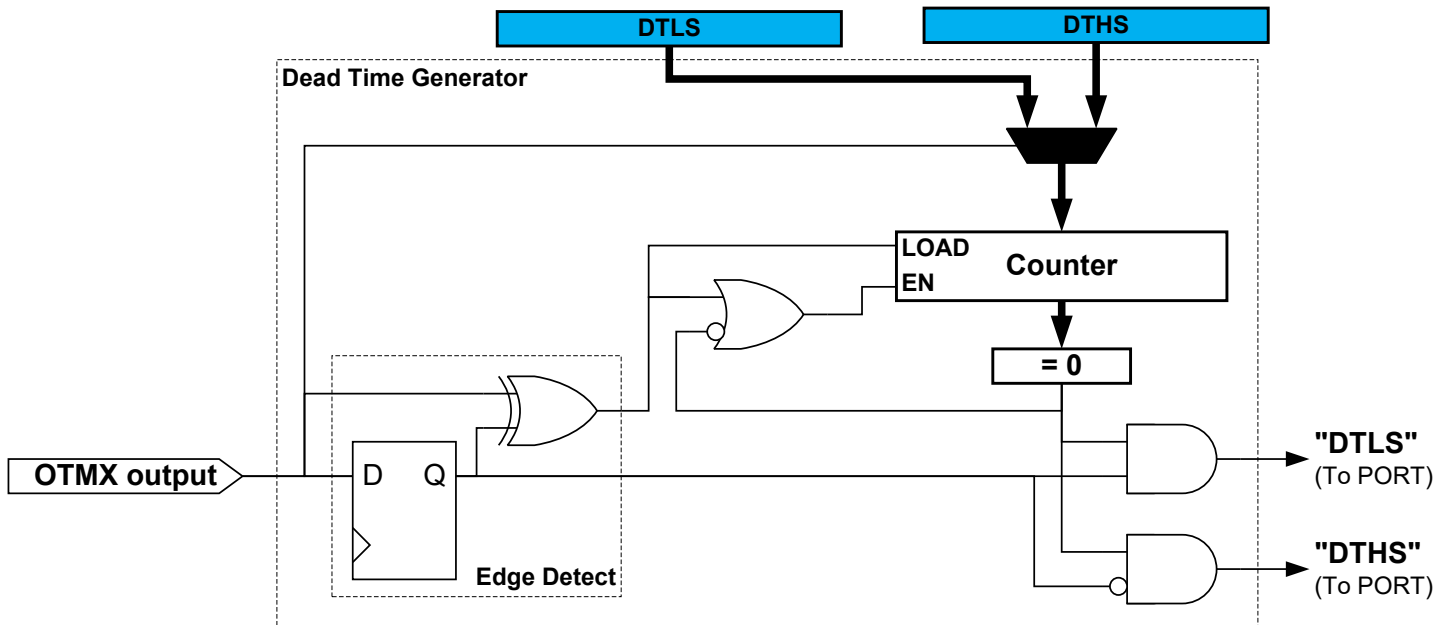 DTLS
DTHS
Dead Time Generator
LOAD
EN
Counter
= 0
OTMX output
D
Q
Edge Detect
"DTLS"
(To PORT)
"DTHS"
(To PORT)